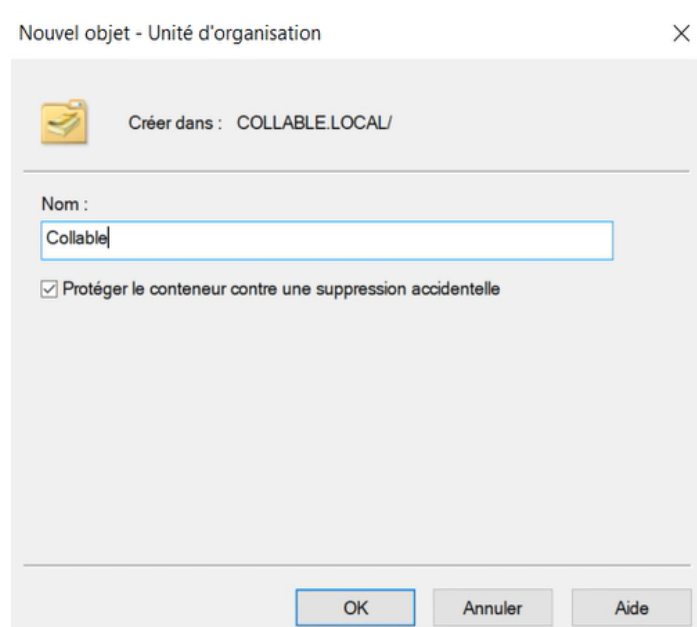 Nouvel objet - Unité d'organisation
Créer dans : COLLABLE.LOCAL/
Nom :
Collable
Protéger le conteneur contre une suppression accidentelle
OK Annuler Aide